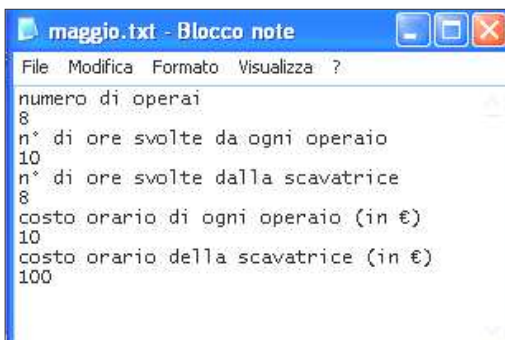 maggio.txt - Blocco note
File Modifica Formato Visualizza ?
numero di operai
8
n° di ore svolte da ogni operaio
10
n° di ore svolte dalla scavatrice
8
costo orario di ogni operaio (in €)
10
costo orario della scavatrice (in €)
100